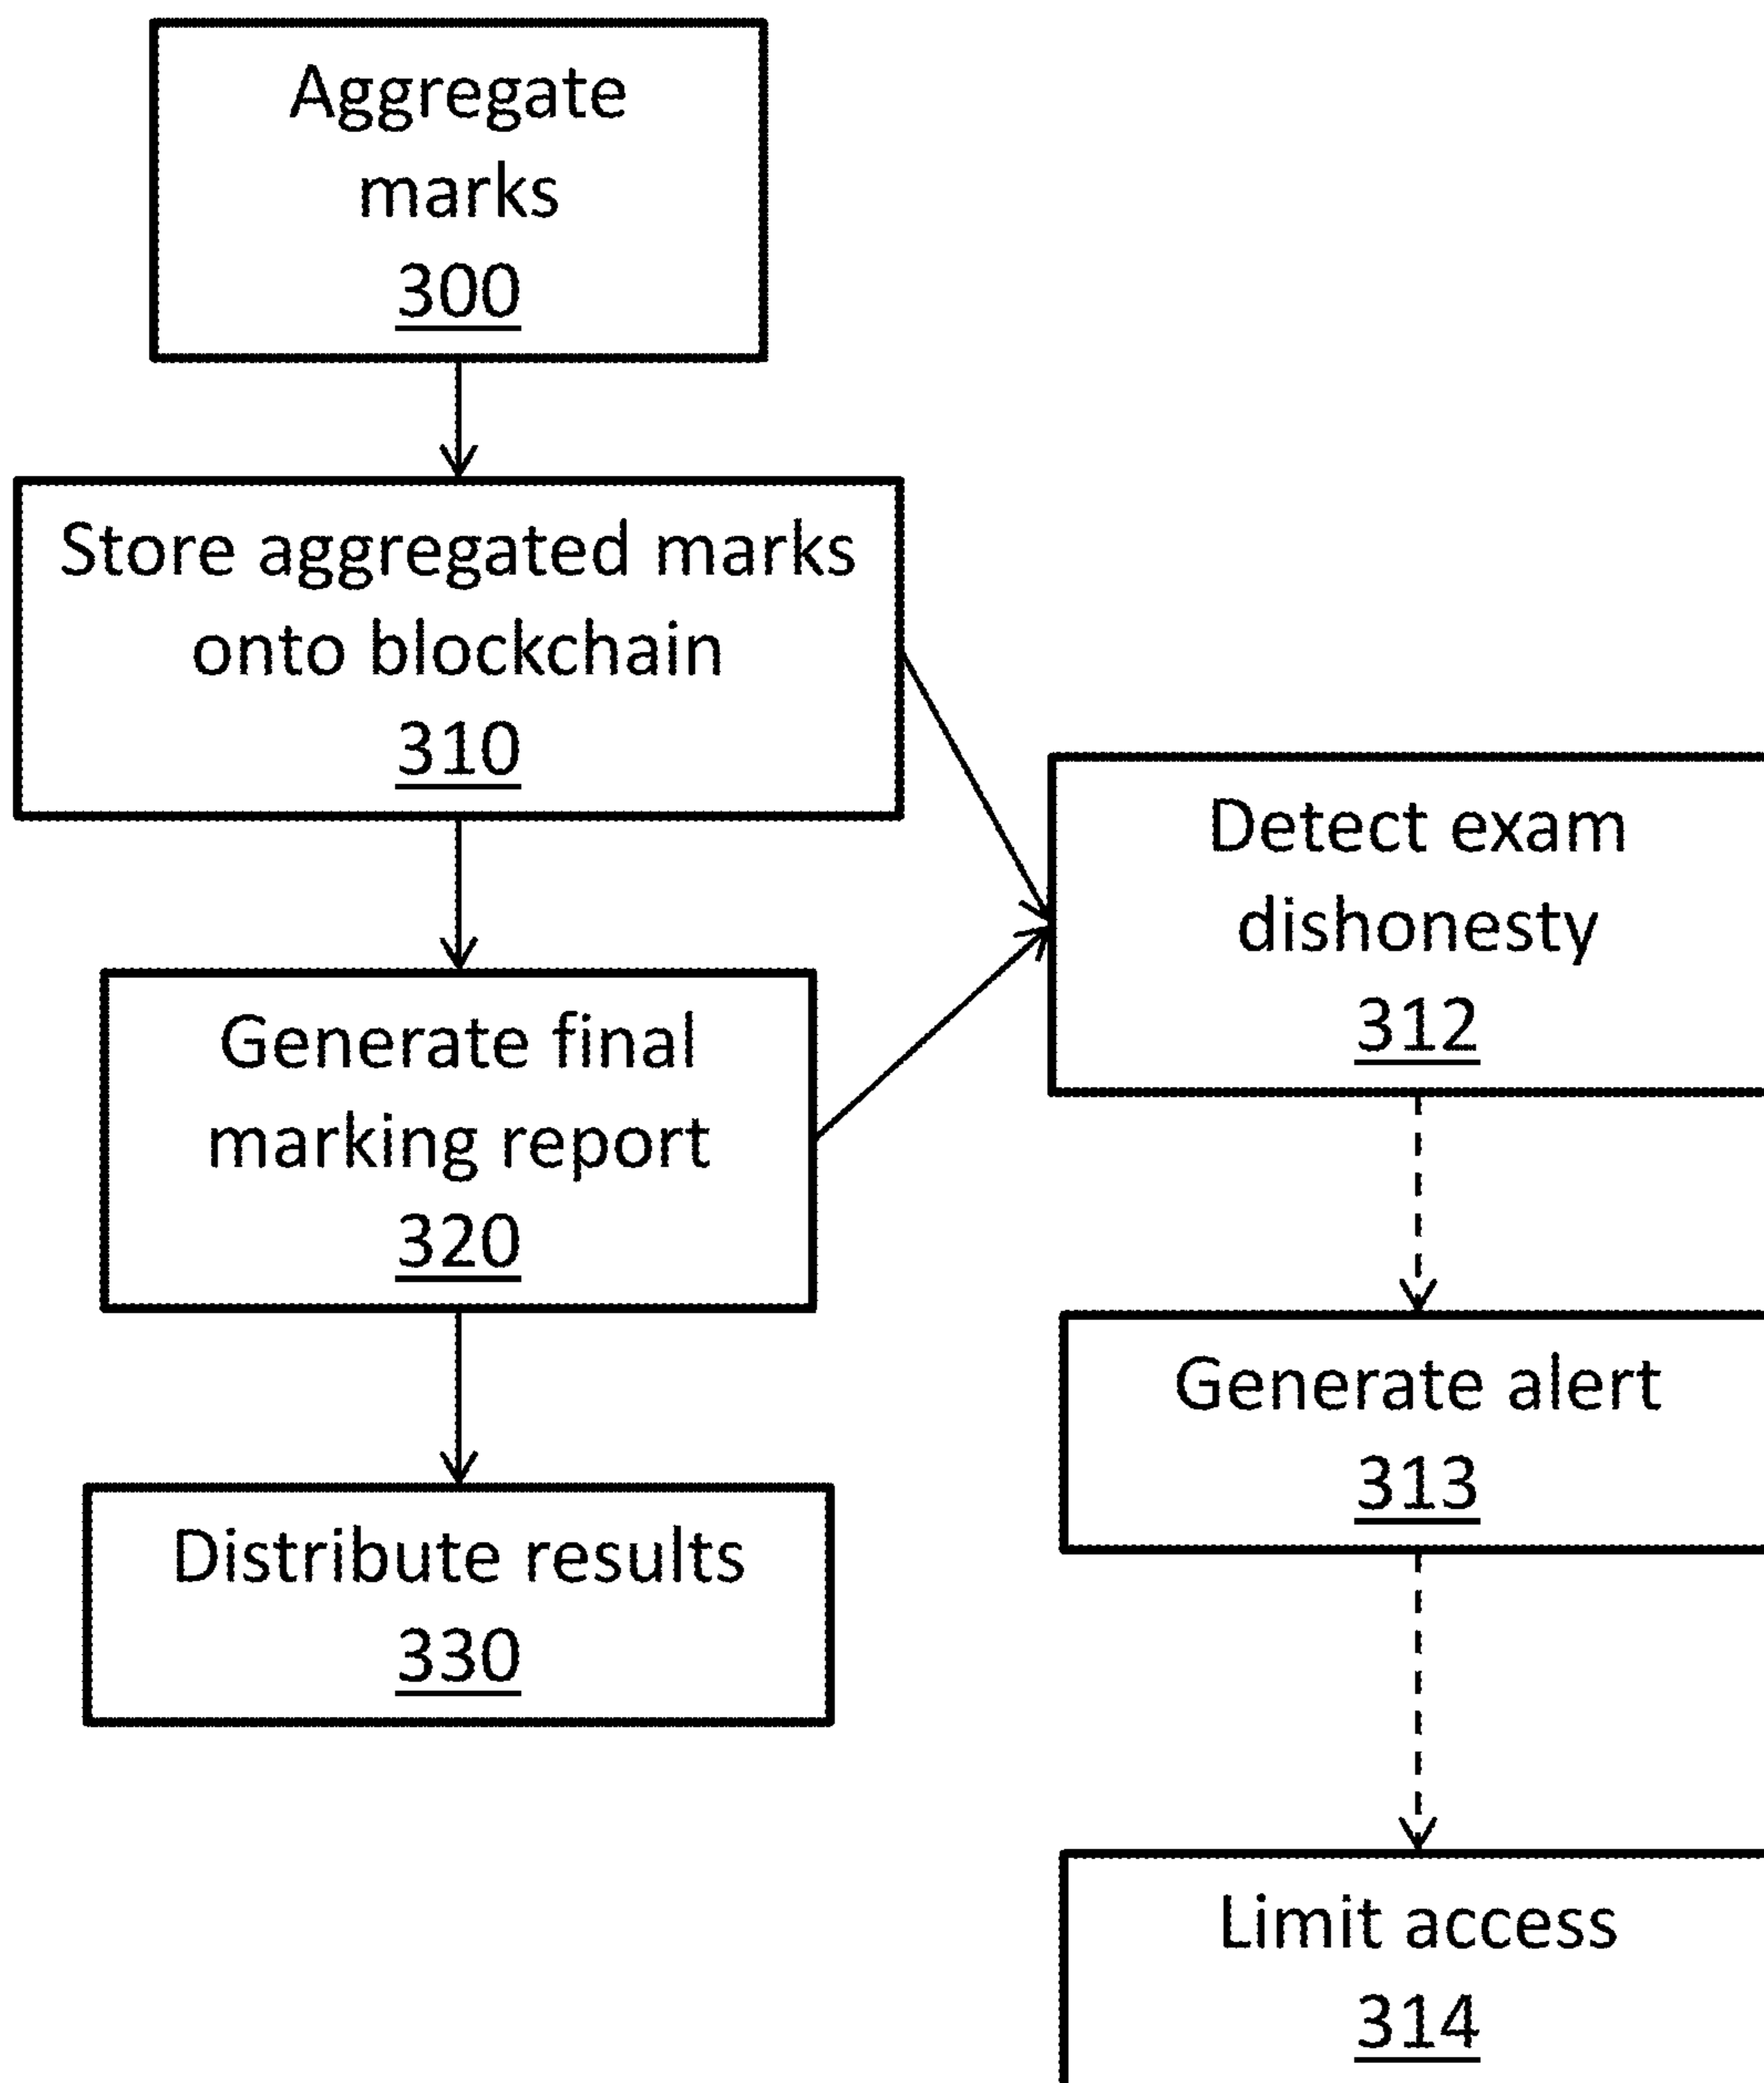 Aggregate
marks
300
Store aggregated marks
onto blockchain
310
Generate final
marking report
320
Distribute results
330
Detect exam
dishonesty
312
Generate alert
313
Limit access
314